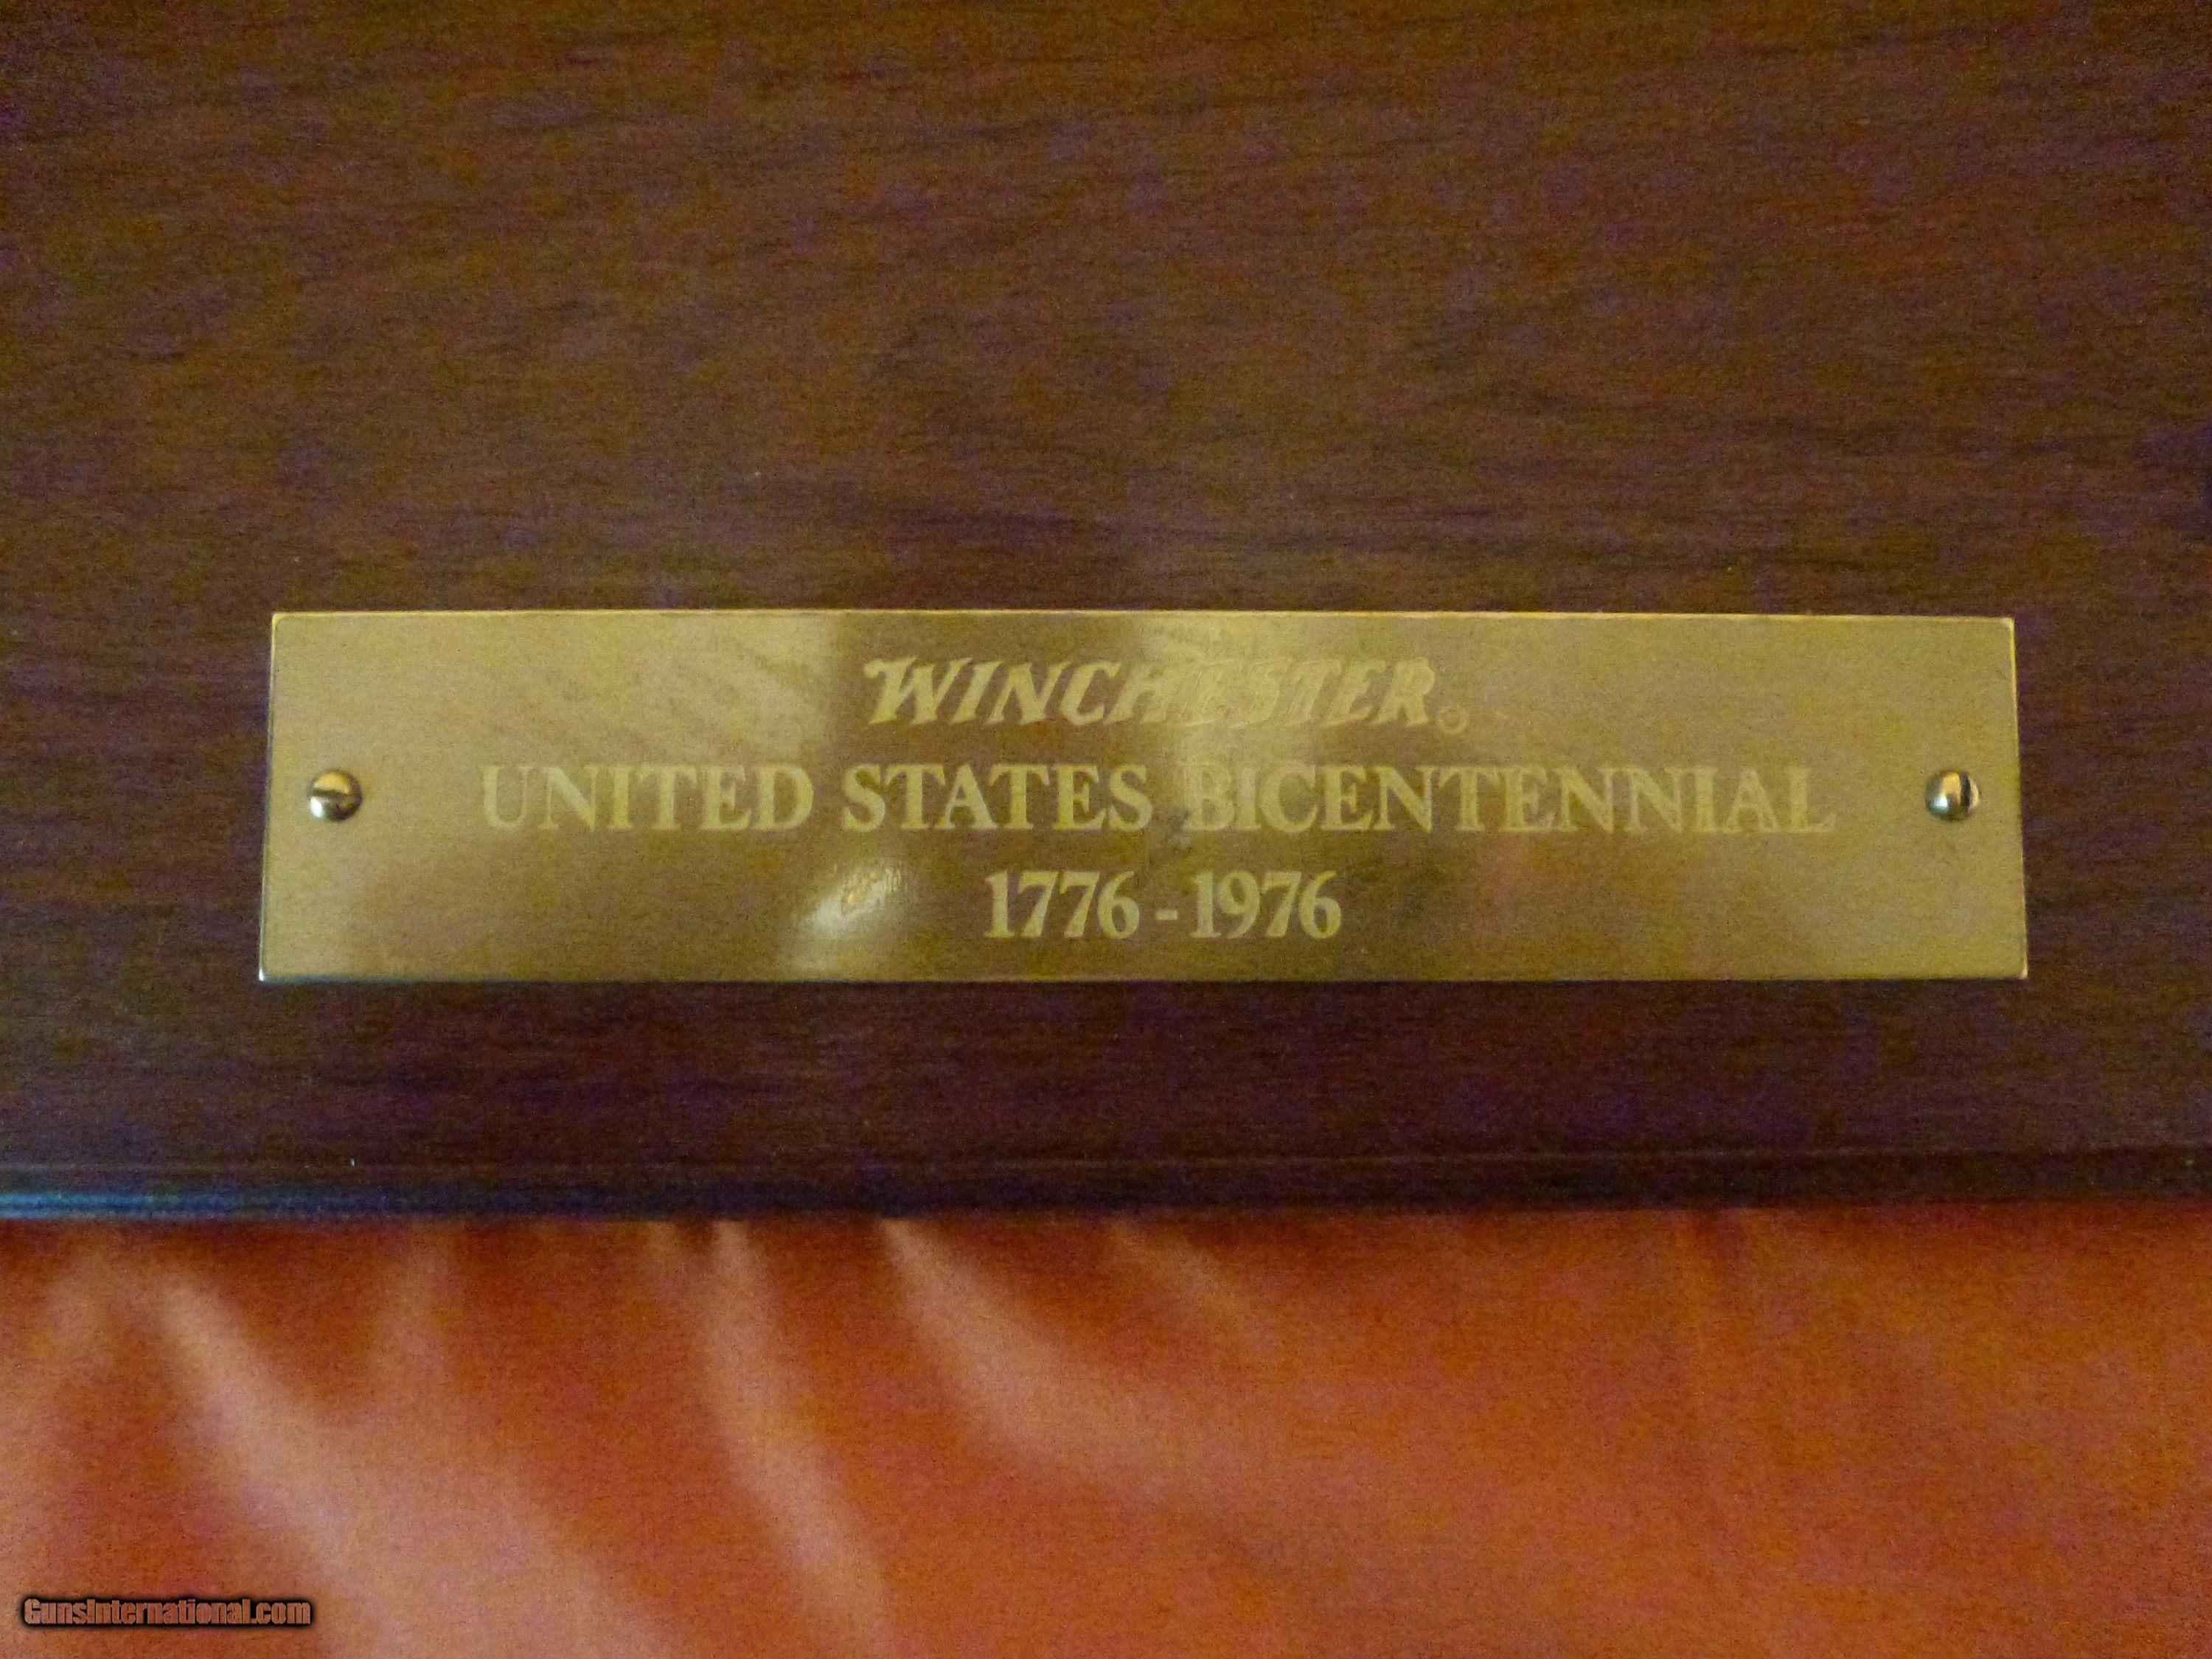 WINCHESTER®
UNITED STATES BICENTENNIAL
1776-1976
GunsInternational.com